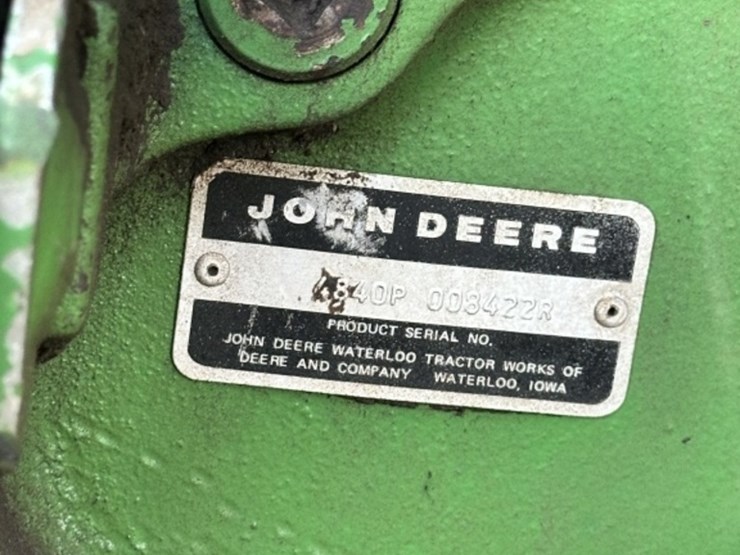 JOHN DEERE
4840P 008422R
PRODUCT SERIAL NO.
JOHN DEERE WATERLOO TRACTOR WORKS OF
DEERE AND COMPANY WATERLOO, IOWA